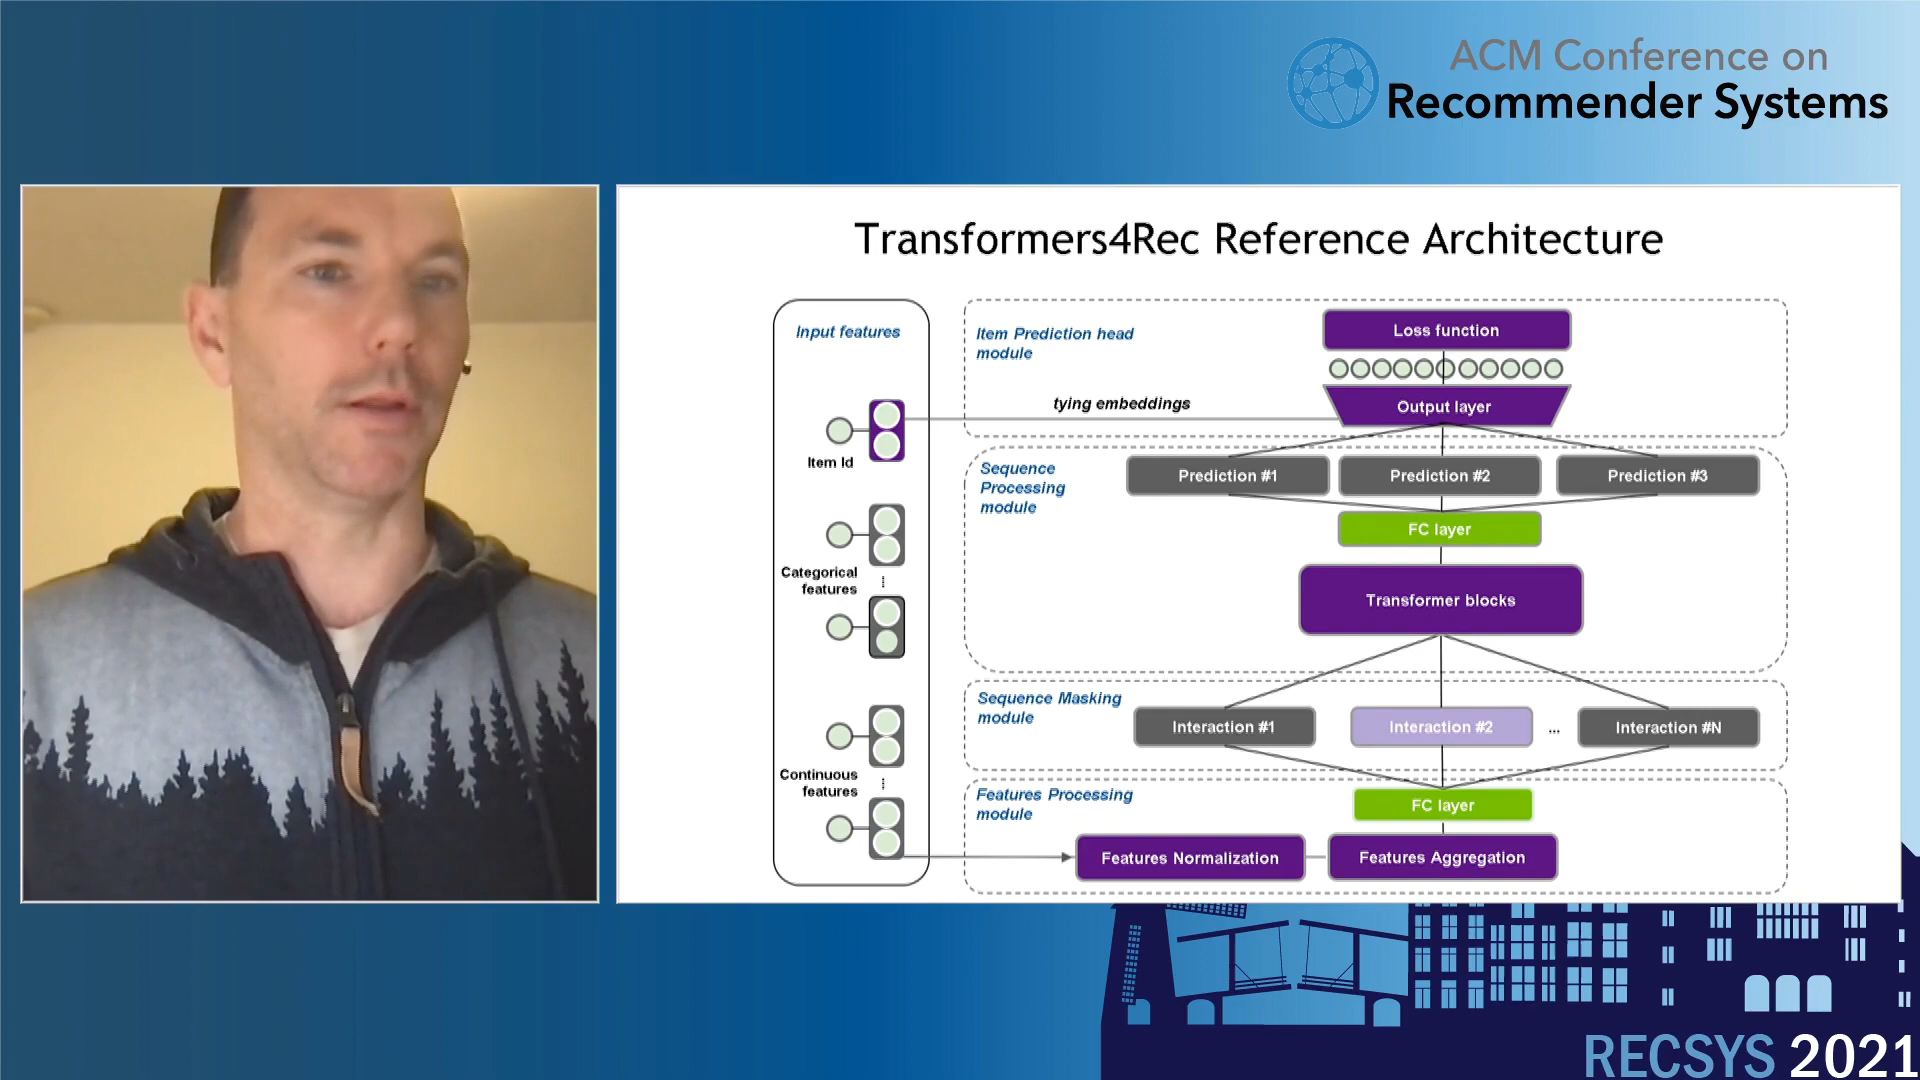 ACM Conference on
Recommender Systems
Transformers4Rec Reference Architecture
Input features
Item Id
Categorical
features
Continuous
features
Item Prediction head
module
Loss function
tying embeddings
Output layer
Sequence
Processing
module
Prediction #1
Prediction #2
Prediction #3
FC layer
Transformer blocks
Sequence Masking
module
Interaction #1
Interaction #2
...
Interaction #N
Features Processing
module
FC layer
Features Normalization
Features Aggregation
RECSYS 2021